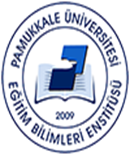 PAMUKKALE ÜNİVERSİTESİ
EĞİTİM BİLİMLERİ ENSTİTÜSÜ
2009